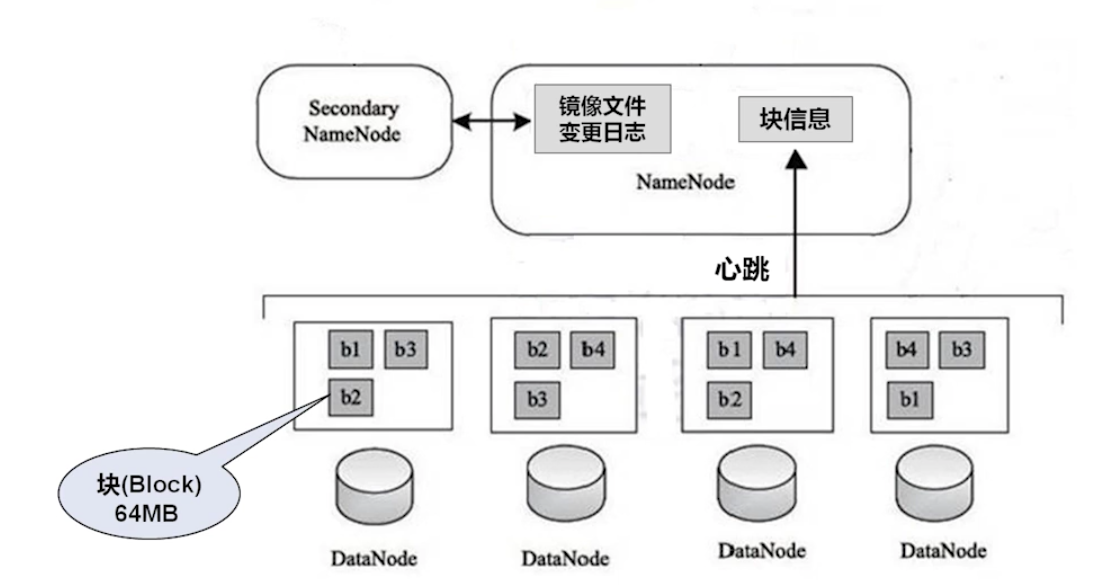 Secondary
NameNode
镜像文件
变更日志
块信息
NameNode
心跳
b1 b3
b2
b2 b4
b3
b1 b4
b2
b4 b3
b1
块(Block)
64MB
DataNode
DataNode
DataNode
DataNode